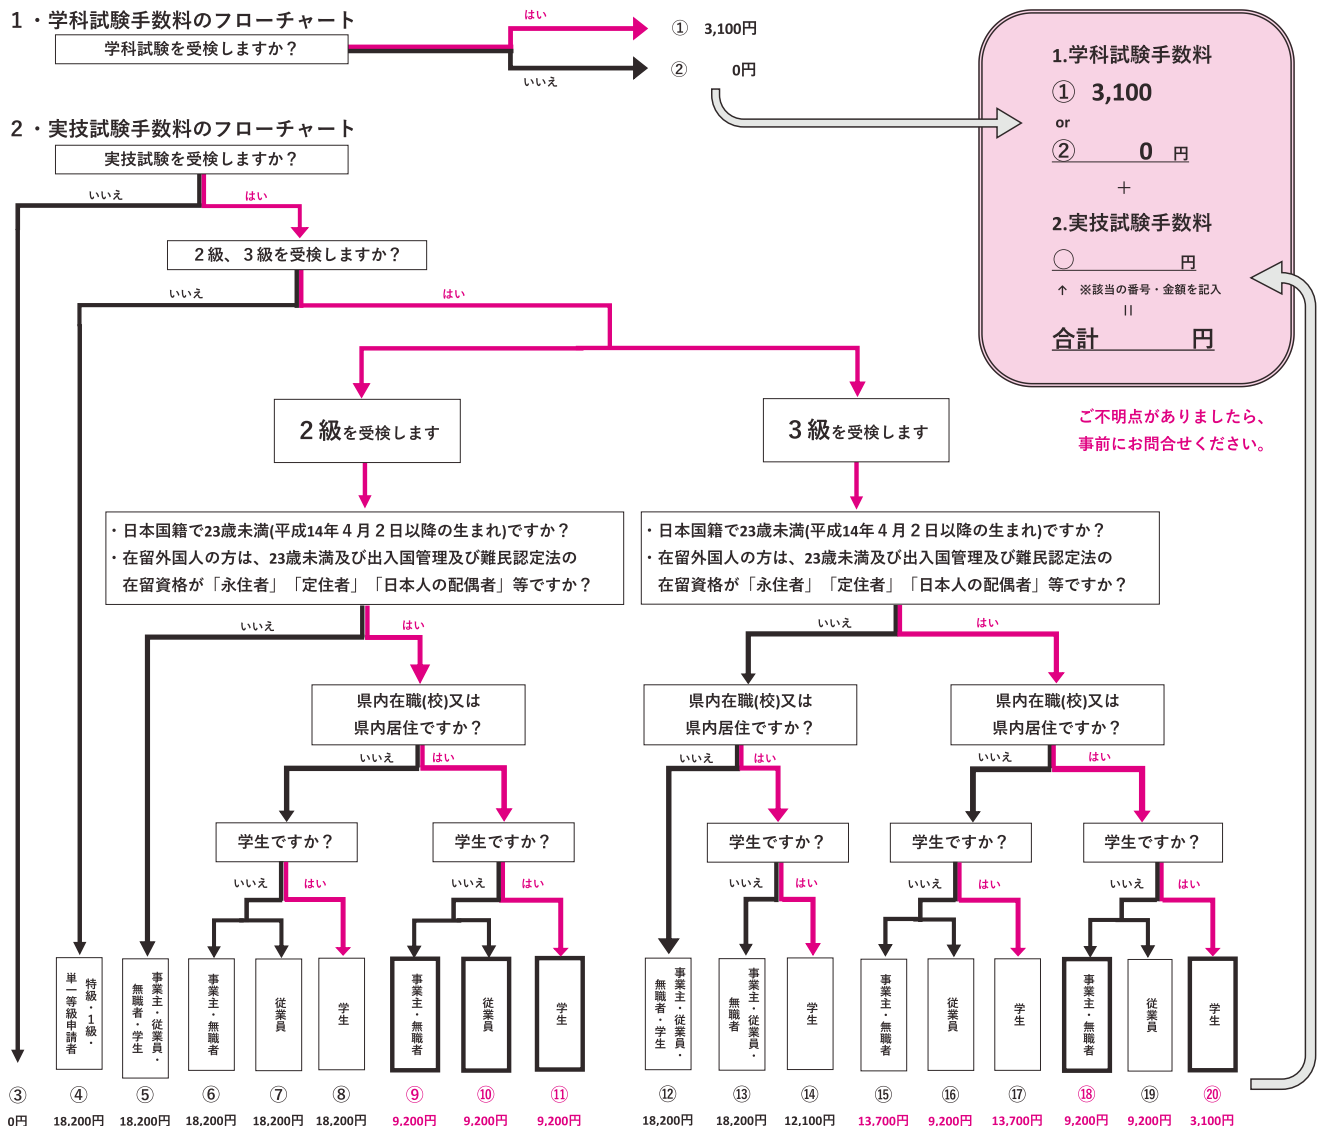 1・学科試験手数料のフローチャート
学科試験を受検しますか？
はい
いいえ
① 3,100円
② 0円
1.学科試験手数料
① 3,100
or
② 0 円
＋
2.実技試験手数料
○ 円
↑ ※該当の番号・金額を記入
＝
合計 円
ご不明点がありましたら、
事前にお問合せください。
2・実技試験手数料のフローチャート
実技試験を受検しますか？
いいえ はい
2級、3級を受検しますか？
いいえ はい
2級を受検します
3級を受検します
・日本国籍で23歳未満(平成14年４月２日以降の生まれ)ですか？
・在留外国人の方は、23歳未満及び出入国管理及び難民認定法の
在留資格が「永住者」「定住者」「日本人の配偶者」等ですか？
・日本国籍で23歳未満(平成14年４月２日以降の生まれ)ですか？
・在留外国人の方は、23歳未満及び出入国管理及び難民認定法の
在留資格が「永住者」「定住者」「日本人の配偶者」等ですか？
いいえ はい
いいえ はい
県内在職(校)又は
県内居住ですか？
県内在職(校)又は
県内居住ですか？
県内在職(校)又は
県内居住ですか？
いいえ はい
いいえ はい
いいえ はい
学生ですか？
学生ですか？
学生ですか？
学生ですか？
学生ですか？
いいえ はい
いいえ はい
いいえ はい
いいえ はい
いいえ はい
特級・1級・
単一等級申請者
事業主・従業員・
無職者・学生
事業主・無職者
従業員
学生
事業主・無職者
従業員
学生
事業主・従業員・
無職者・学生
事業主・従業員・
無職者
学生
事業主・無職者
従業員
学生
事業主・無職者
従業員
学生
③ ④ ⑤ ⑥ ⑦ ⑧ ⑨ ⑩ ⑪ ⑫ ⑬ ⑭ ⑮ ⑯ ⑰ ⑱ ⑲ ⑳
0円 18,200円 18,200円 18,200円 18,200円 18,200円 9,200円 9,200円 9,200円 18,200円 18,200円 12,100円 13,700円 9,200円 13,700円 9,200円 9,200円 3,100円